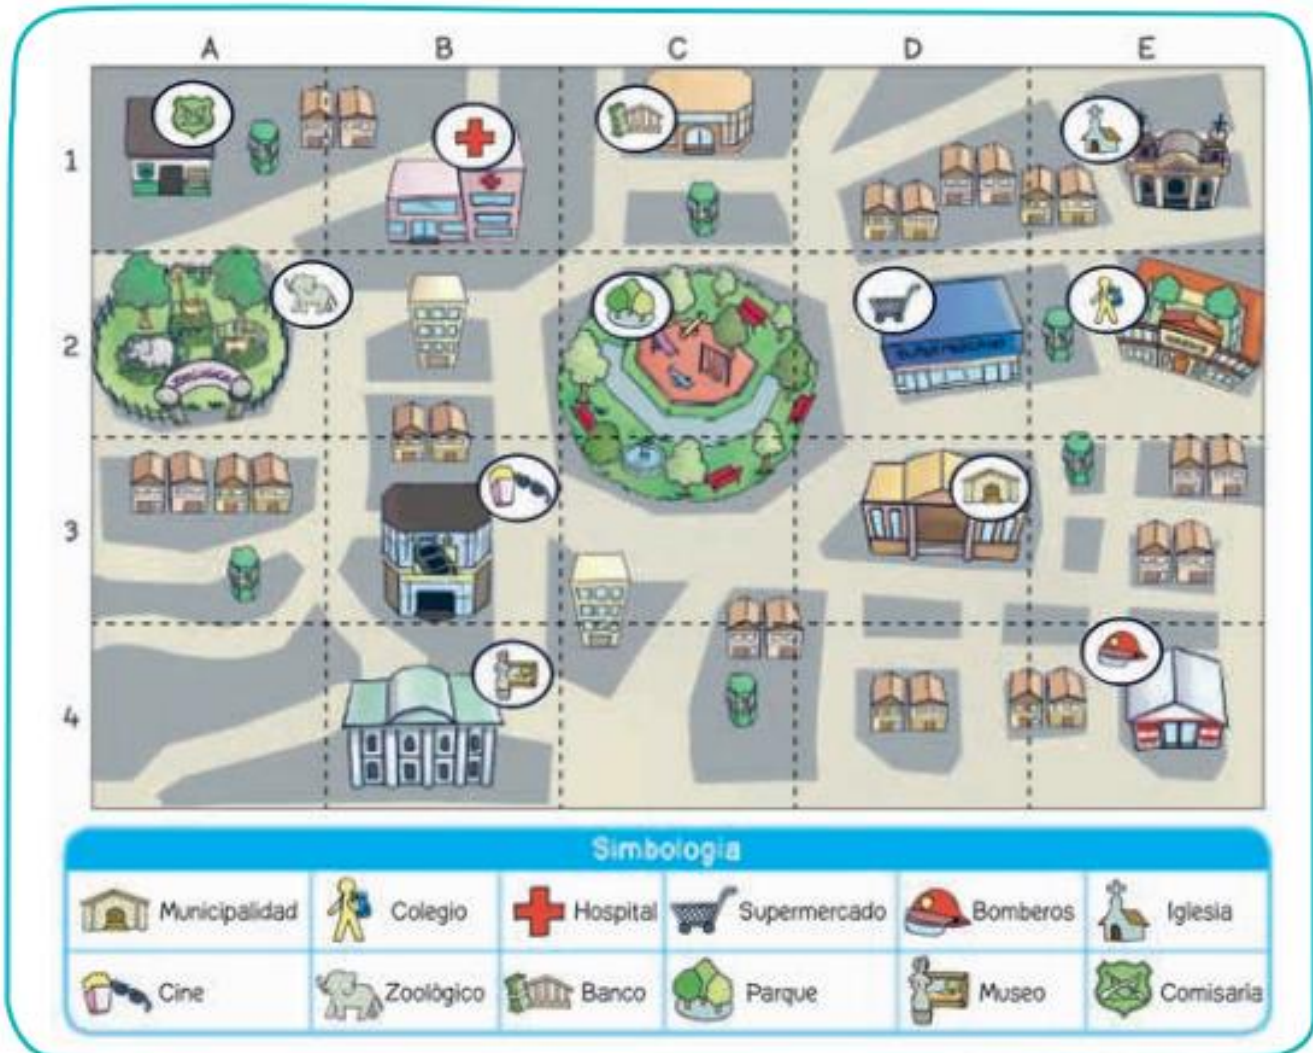 A B C D E
1
2
3
4
Simbología
Municipalidad Colegio Hospital Supermercado Bomberos Iglesia
Cine Zoológico Banco Parque Museo Comisaría